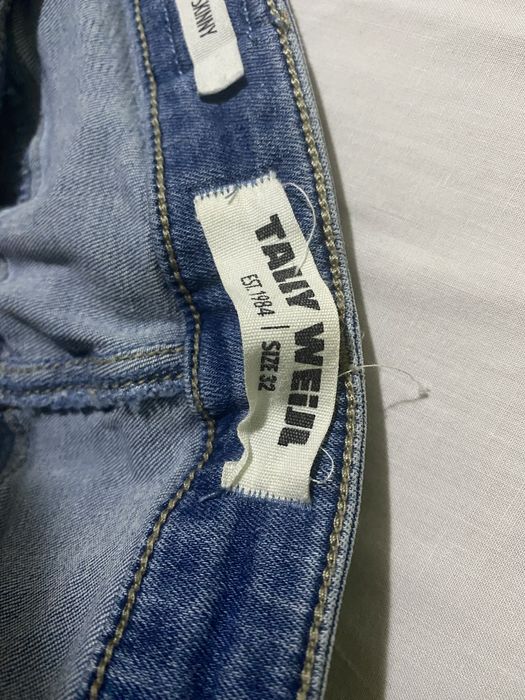 SKINNY
TALLY WEiJL
EST. 1984 | SIZE 32